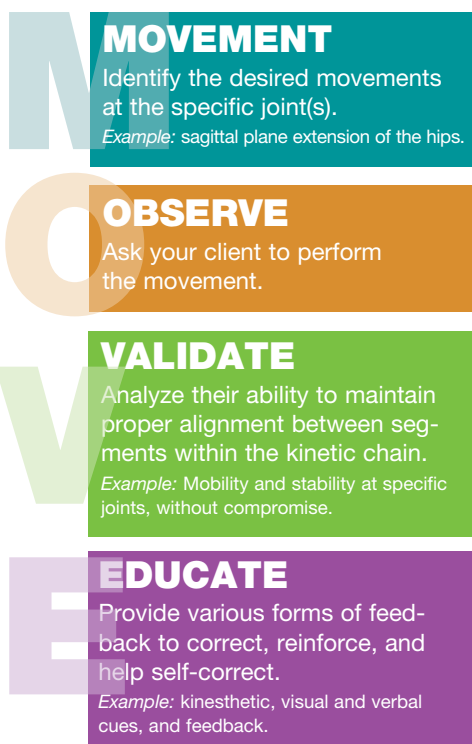 MOVEMENT
Identify the desired movements
at the specific joint(s).
Example: sagittal plane extension of the hips.
OBSERVE
Ask your client to perform
the movement.
VALIDATE
Analyze their ability to maintain
proper alignment between seg-
ments within the kinetic chain.
Example: Mobility and stability at specific
joints, without compromise.
EDUCATE
Provide various forms of feed-
back to correct, reinforce, and
help self-correct.
Example: kinesthetic, visual and verbal
cues, and feedback.
M
O
V
E